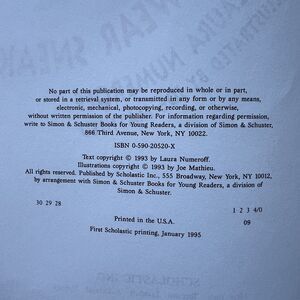 No part of this publication may be reproduced in whole or in part,
or stored in a retrieval system, or transmitted in any form or by any means,
electronic, mechanical, photocopying, recording, or otherwise,
without written permission of the publisher. For information regarding permission,
write to Simon & Schuster Books for Young Readers, a division of Simon & Schuster,
866 Third Avenue, New York, NY 10022.
ISBN 0-590-20520-X
Text copyright © 1993 by Laura Numeroff.
Illustrations copyright © 1993 by Joe Mathieu.
All rights reserved. Published by Scholastic Inc., 555 Broadway, New York, NY 10012,
by arrangement with Simon & Schuster Books for Young Readers, a division of
Simon & Schuster.
30 29 28
1 2 3 4/0
Printed in the U.S.A.
09
First Scholastic printing, January 1995